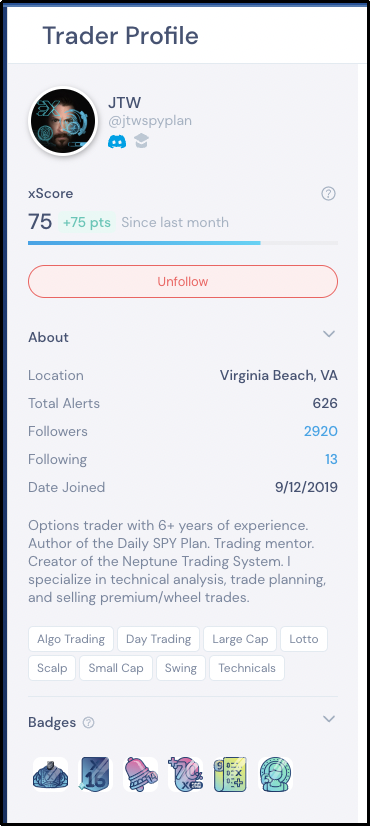 Trader Profile
JTW
@jtwspyplan
xScore
75 +75 pts Since last month
Unfollow
About
Location Virginia Beach, VA
Total Alerts 626
Followers 2920
Following 13
Date Joined 9/12/2019
Options trader with 6+ years of experience.
Author of the Daily SPY Plan. Trading mentor.
Creator of the Neptune Trading System. I
specialize in technical analysis, trade planning,
and selling premium/wheel trades.
Algo Trading Day Trading Large Cap Lotto
Scalp Small Cap Swing Technicals
Badges
16